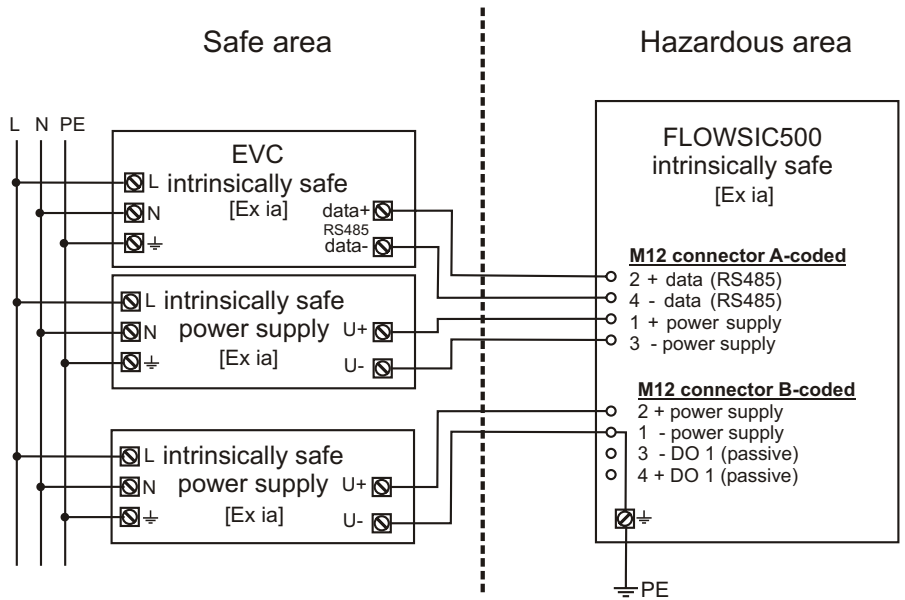 Safe area
Hazardous area
L N PE
EVC
intrinsically safe
[Ex ia]
L
N
data+
RS485
data-
intrinsically safe
power supply
[Ex ia]
L
N
U+
U-
intrinsically safe
power supply
[Ex ia]
L
N
U+
U-
FLOWSIC500
intrinsically safe
[Ex ia]
M12 connector A-coded
2 + data (RS485)
4 - data (RS485)
1 + power supply
3 - power supply
M12 connector B-coded
2 + power supply
1 - power supply
3 - DO 1 (passive)
4 + DO 1 (passive)
PE